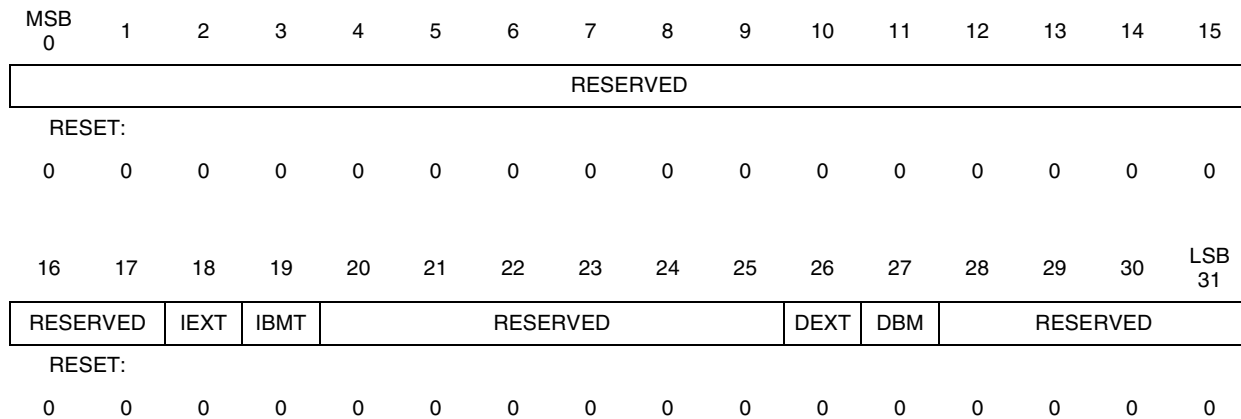 MSB
0 1 2 3 4 5 6 7 8 9 10 11 12 13 14 15
RESERVED
RESET:
0 0 0 0 0 0 0 0 0 0 0 0 0 0 0 0
16 17 18 19 20 21 22 23 24 25 26 27 28 29 30 LSB
31
RESERVED IEXT IBMT RESERVED DEXT DBM RESERVED
RESET:
0 0 0 0 0 0 0 0 0 0 0 0 0 0 0 0